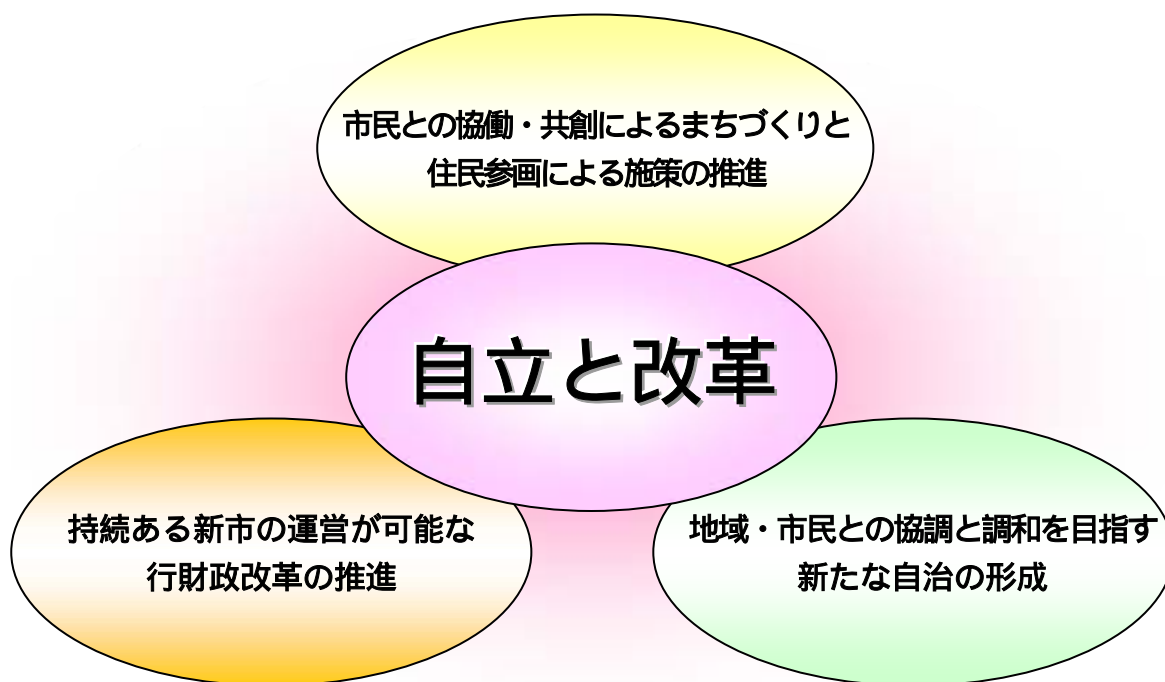 市民との協働・共創によるまちづくりと
住民参画による施策の推進
自立と改革
持続ある新市の運営が可能な
行財政改革の推進
地域・市民との協調と調和を目指す
新たな自治の形成